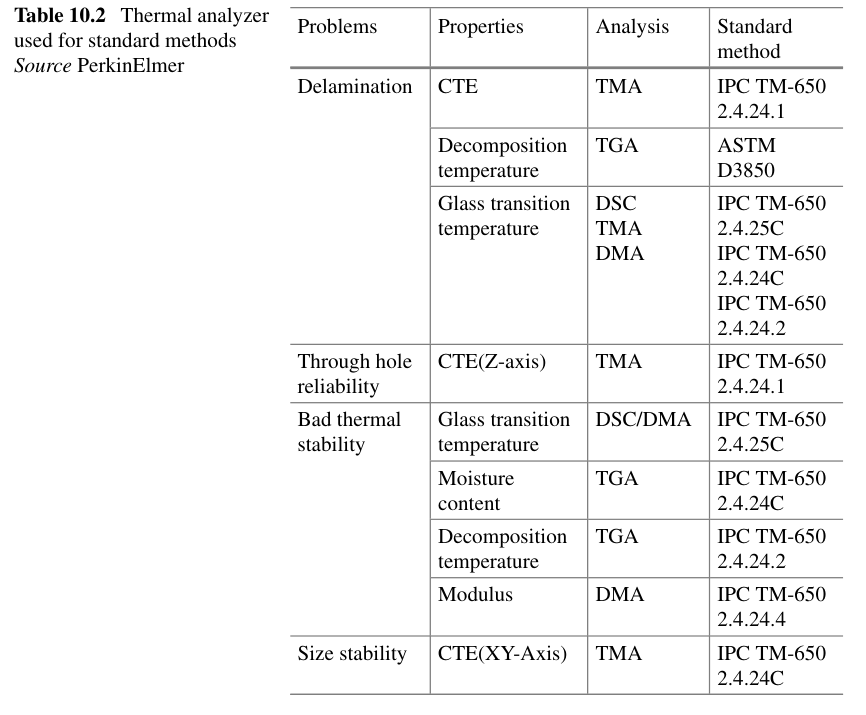 Table 10.2 Thermal analyzer
used for standard methods
Source PerkinElmer
Problems Properties Analysis Standard
method
Delamination CTE TMA IPC TM-650
2.4.24.1
Decomposition TGA ASTM
temperature D3850
Glass transition DSC IPC TM-650
temperature TMA 2.4.25C
DMA IPC TM-650
2.4.24C
IPC TM-650
2.4.24.2
Through hole CTE(Z-axis) TMA IPC TM-650
reliability 2.4.24.1
Bad thermal Glass transition DSC/DMA IPC TM-650
stability temperature 2.4.25C
Moisture TGA IPC TM-650
content 2.4.24C
Decomposition TGA IPC TM-650
temperature 2.4.24.2
Modulus DMA IPC TM-650
2.4.24.4
Size stability CTE(XY-Axis) TMA IPC TM-650
2.4.24C